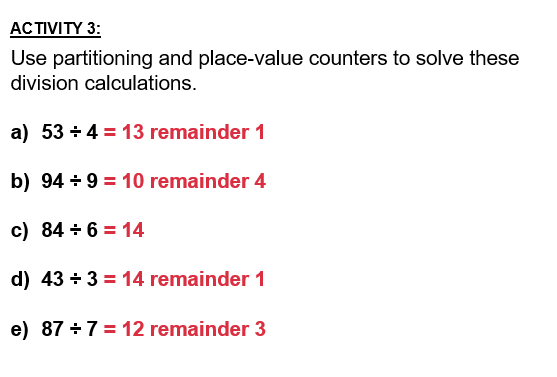 ACTIVITY 3:
Use partitioning and place-value counters to solve these
division calculations.
a) 53 ÷ 4 = 13 remainder 1
b) 94 ÷ 9 = 10 remainder 4
c) 84 ÷ 6 = 14
d) 43 ÷ 3 = 14 remainder 1
e) 87 ÷ 7 = 12 remainder 3